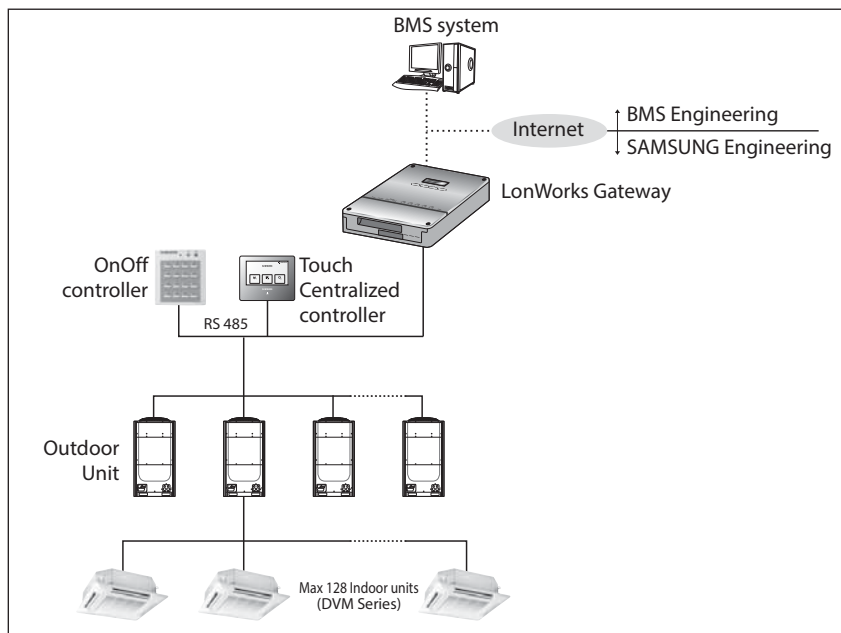 BMS system
Internet
BMS Engineering
SAMSUNG Engineering
LonWorks Gateway
OnOff
controller
Touch
Centralized
controller
RS 485
Outdoor
Unit
Max 128 Indoor units
(DVM Series)